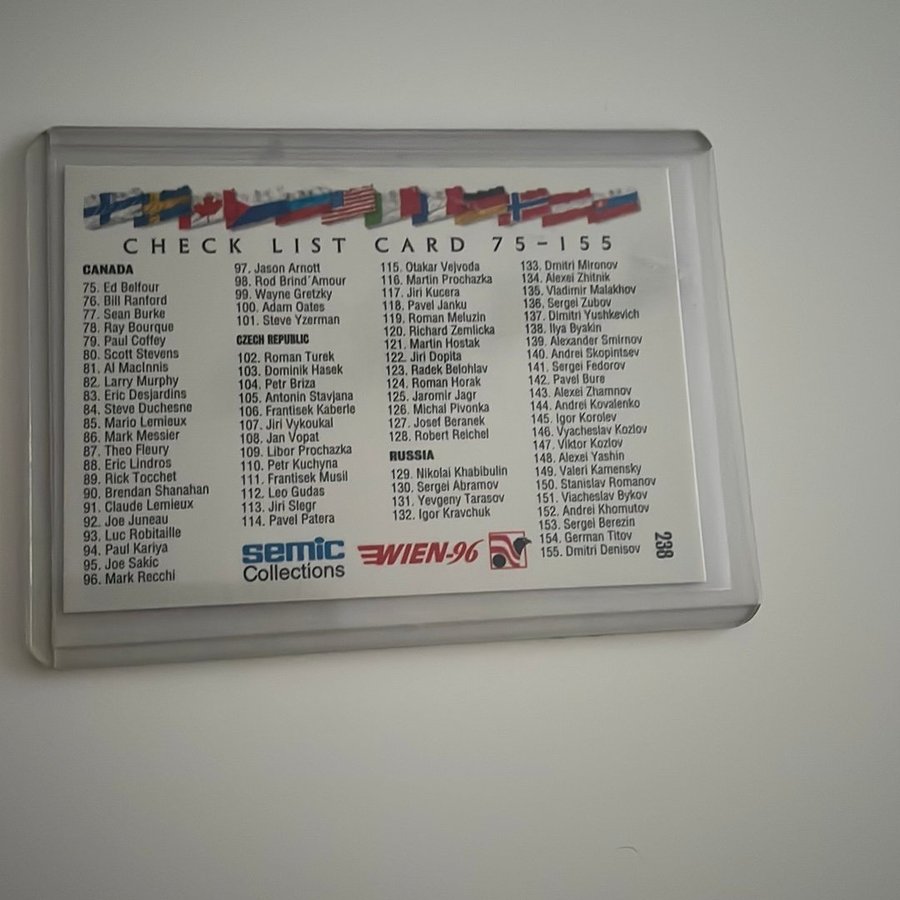 CHECK LIST CARD 75-155
CANADA
75. Ed Belfour
76. Bill Ranford
77. Sean Burke
78. Ray Bourque
79. Paul Coffey
80. Scott Stevens
81. Al MacInnis
82. Larry Murphy
83. Eric Desjardins
84. Steve Duchesne
85. Mario Lemieux
86. Mark Messier
87. Theo Fleury
88. Eric Lindros
89. Rick Tocchet
90. Brendan Shanahan
91. Claude Lemieux
92. Joe Juneau
93. Luc Robitaille
94. Paul Kariya
95. Joe Sakic
96. Mark Recchi
97. Jason Arnott
98. Rod Brind´Amour
99. Wayne Gretzky
100. Adam Oates
101. Steve Yzerman
CZECH REPUBLIC
102. Roman Turek
103. Dominik Hasek
104. Petr Briza
105. Antonin Stavjana
106. Frantisek Kaberle
107. Jiri Vykoukal
108. Jan Vopat
109. Libor Prochazka
110. Petr Kuchyna
111. Frantisek Musil
112. Leo Gudas
113. Jiri Slegr
114. Pavel Patera
115. Otakar Vejvoda
116. Martin Prochazka
117. Jiri Kucera
118. Pavel Janku
119. Roman Meluzin
120. Richard Zemlicka
121. Martin Hostak
122. Jiri Dopita
123. Radek Belohlav
124. Roman Horak
125. Jaromir Jagr
126. Michal Pivonka
127. Josef Beranek
128. Robert Reichel
RUSSIA
129. Nikolai Khabibulin
130. Sergei Abramov
131. Yevgeny Tarasov
132. Igor Kravchuk
133. Dmitri Mironov
134. Alexei Zhitnik
135. Vladimir Malakhov
136. Sergei Zubov
137. Dimitri Yushkevich
138. Ilya Byakin
139. Alexander Smirnov
140. Andrei Skopintsev
141. Sergei Fedorov
142. Pavel Bure
143. Alexei Zhamnov
144. Andrei Kovalenko
145. Igor Korolev
146. Vyacheslav Kozlov
147. Viktor Kozlov
148. Alexei Yashin
149. Valeri Kamensky
150. Stanislav Romanov
151. Viacheslav Bykov
152. Andrei Khomutov
153. Sergei Berezin
154. German Titov
155. Dmitri Denisov
semic
Collections
WIEN-96
238